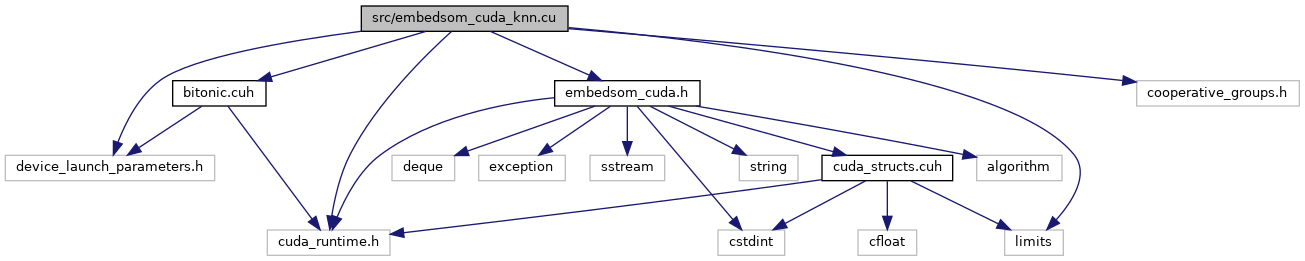 src/embedsom_cuda_knn.cu
bitonic.cuh
embedsom_cuda.h
cooperative_groups.h
device_launch_parameters.h
deque
exception
sstream
string
cuda_structs.cuh
algorithm
cuda_runtime.h
cstdint
cfloat
limits